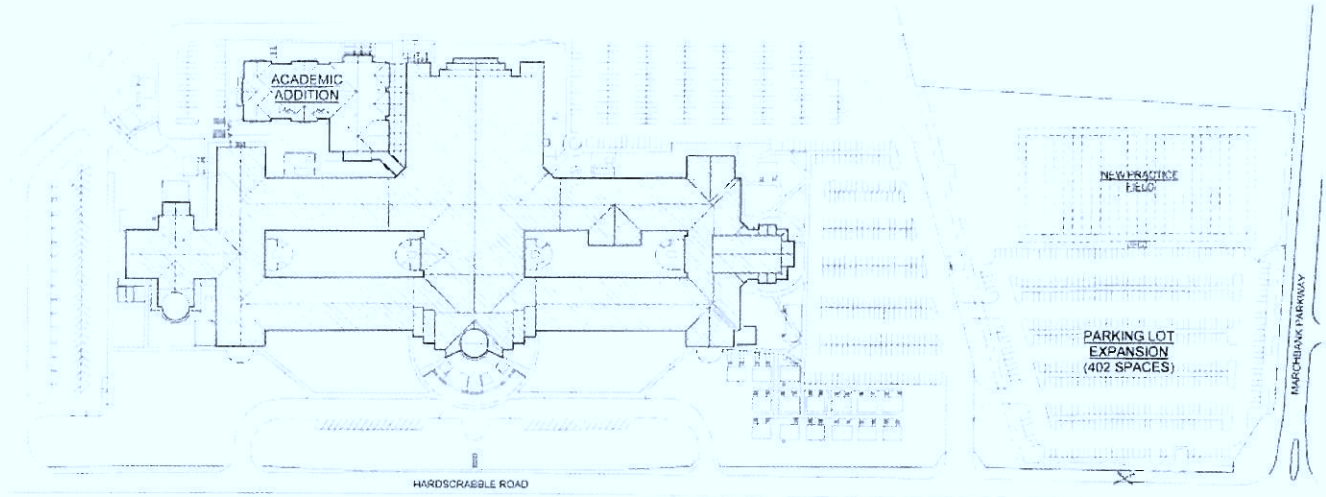 ACADEMIC
ADDITION
NEW PRACTICE
FIELD
PARKING LOT
EXPANSION
(402 SPACES)
MARCHBANK PARKWAY
HARDSCRABBLE ROAD